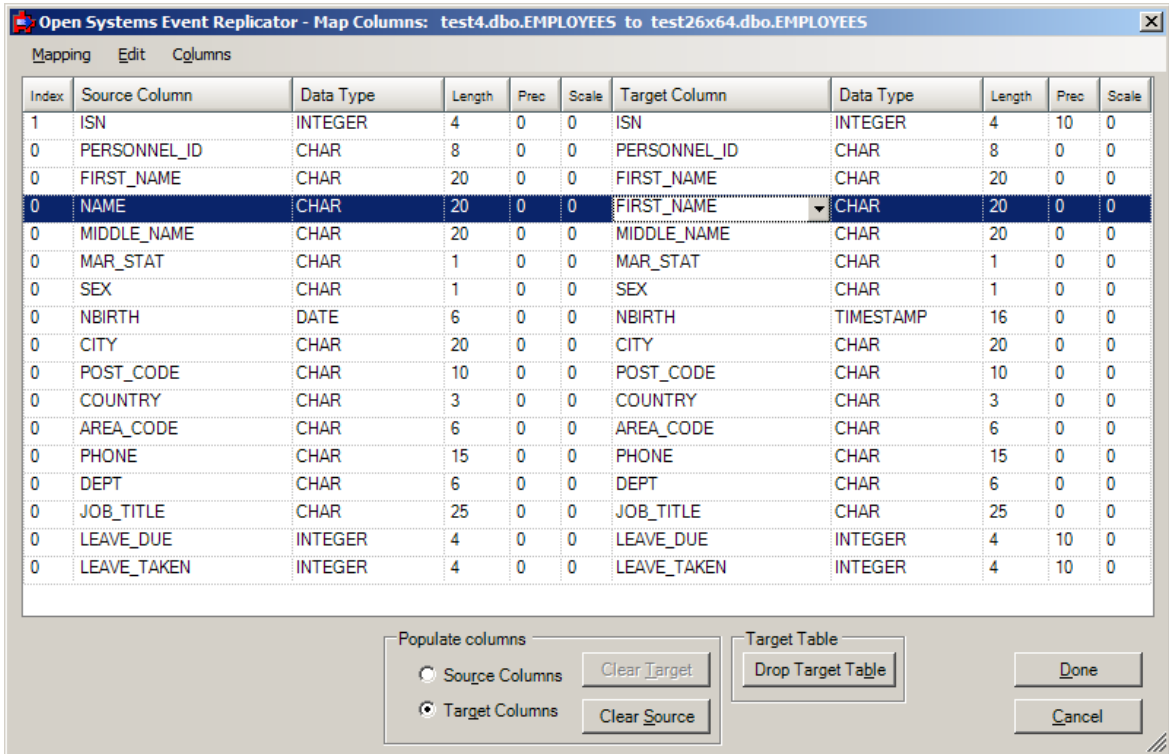 Open Systems Event Replicator - Map Columns: test4.dbo.EMPLOYEES to test26x64.dbo.EMPLOYEES
Mapping Edit Columns
Index Source Column Data Type Length Prec Scale Target Column Data Type Length Prec Scale
1 ISN INTEGER 4 0 0 ISN INTEGER 4 10 0
0 PERSONNEL_ID CHAR 8 0 0 PERSONNEL_ID CHAR 8 0 0
0 FIRST_NAME CHAR 20 0 0 FIRST_NAME CHAR 20 0 0
0 NAME CHAR 20 0 0 FIRST_NAME CHAR 20 0 0
0 MIDDLE_NAME CHAR 20 0 0 MIDDLE_NAME CHAR 20 0 0
0 MAR_STAT CHAR 1 0 0 MAR_STAT CHAR 1 0 0
0 SEX CHAR 1 0 0 SEX CHAR 1 0 0
0 NBIRTH DATE 6 0 0 NBIRTH TIMESTAMP 16 0 0
0 CITY CHAR 20 0 0 CITY CHAR 20 0 0
0 POST_CODE CHAR 10 0 0 POST_CODE CHAR 10 0 0
0 COUNTRY CHAR 3 0 0 COUNTRY CHAR 3 0 0
0 AREA_CODE CHAR 6 0 0 AREA_CODE CHAR 6 0 0
0 PHONE CHAR 15 0 0 PHONE CHAR 15 0 0
0 DEPT CHAR 6 0 0 DEPT CHAR 6 0 0
0 JOB_TITLE CHAR 25 0 0 JOB_TITLE CHAR 25 0 0
0 LEAVE_DUE INTEGER 4 0 0 LEAVE_DUE INTEGER 4 10 0
0 LEAVE_TAKEN INTEGER 4 0 0 LEAVE_TAKEN INTEGER 4 10 0
Populate columns Target Table
Source Columns Clear Target Drop Target Table Done
Target Columns Clear Source Cancel